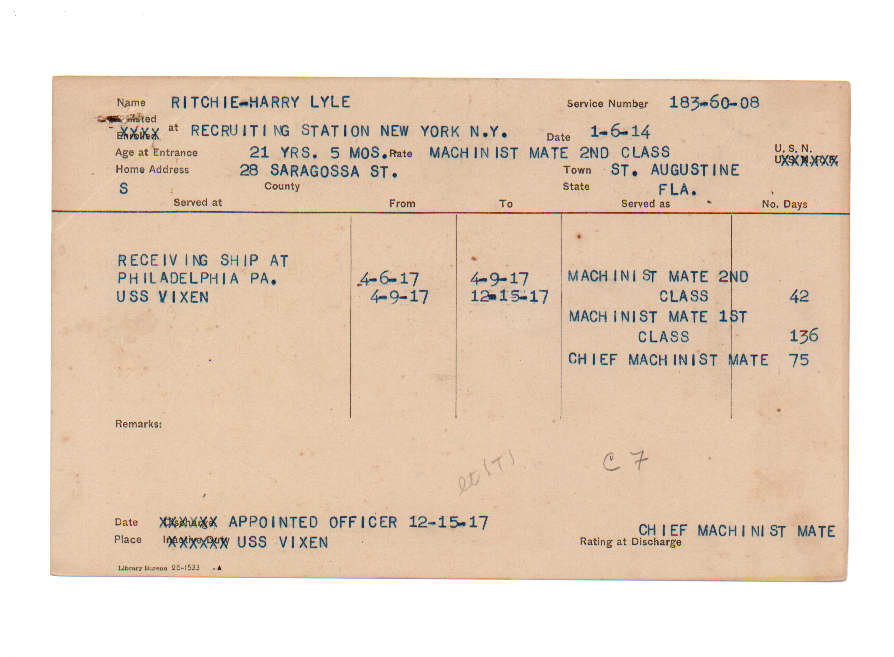 Name RITCHIE-HARRY LYLE Service Number 183-60-08
Enrolled at RECRUITING STATION NEW YORK N.Y. Date 1-6-14
Age at Entrance 21 YRS. 5 MOS. Rate MACHINIST MATE 2ND CLASS U. S. N.
Home Address 28 SARAGOSSA ST. Town ST. AUGUSTINE
S County State FLA.
Served at From To Served as No. Days
RECEIVING SHIP AT
PHILADELPHIA PA. 4-6-17 4-9-17 MACHINIST MATE 2ND
USS VIXEN 4-9-17 12-15-17 CLASS 42
MACHINIST MATE 1ST
CLASS 136
CHIEF MACHINIST MATE 75
Remarks:
C 7
Date XXXXXX APPOINTED OFFICER 12-15-17
Place XXXXXX USS VIXEN CHIEF MACHINIST MATE
Rating at Discharge
Library Bureau 25-1533 A